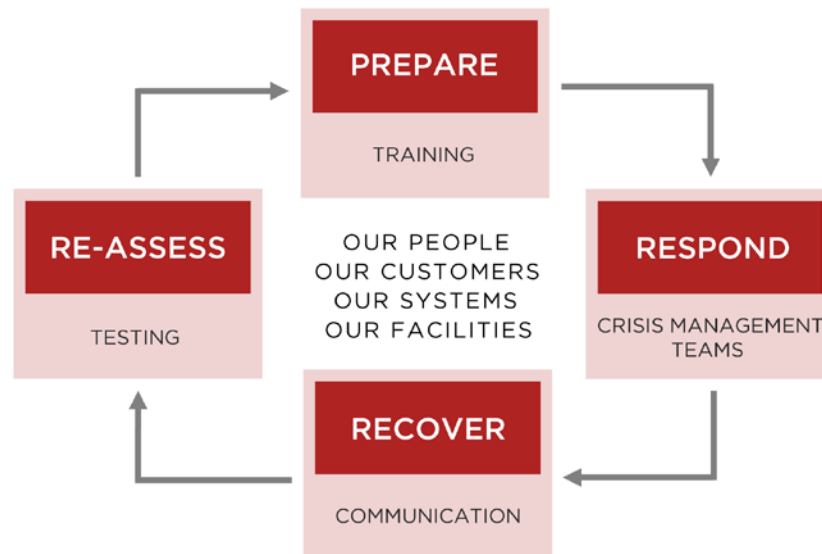 PREPARE
TRAINING
RE-ASSESS
TESTING
OUR PEOPLE
OUR CUSTOMERS
OUR SYSTEMS
OUR FACILITIES
RESPOND
CRISIS MANAGEMENT
TEAMS
RECOVER
COMMUNICATION